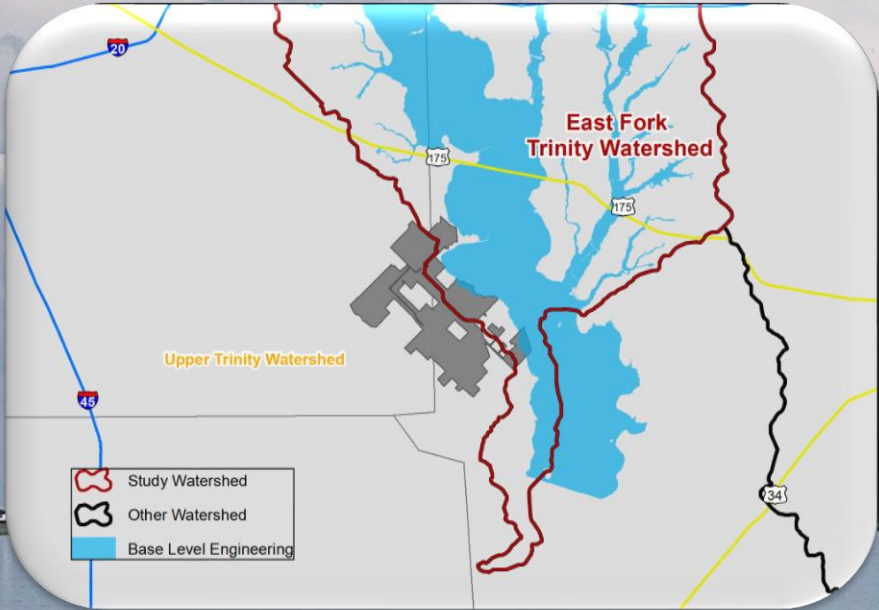 20
East Fork
Trinity Watershed
175
175
Upper Trinity Watershed
45
34
Study Watershed
Other Watershed
Base Level Engineering